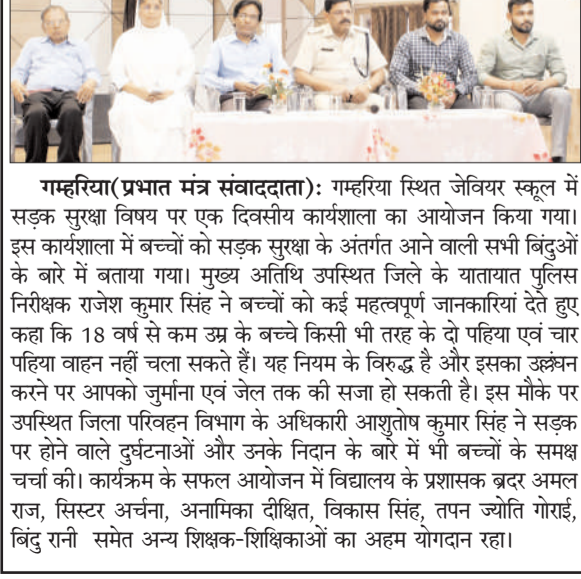 गम्हरिया(प्रभात मंत्र संवाददाता): गम्हरिया स्थित जेवियर स्कूल में
सड़क सुरक्षा विषय पर एक दिवसीय कार्यशाला का आयोजन किया गया।
इस कार्यशाला में बच्चों को सड़क सुरक्षा के अंतर्गत आने वाली सभी बिंदुओं
के बारे में बताया गया। मुख्य अतिथि उपस्थित जिले के यातायात पुलिस
निरीक्षक राजेश कुमार सिंह ने बच्चों को कई महत्वपूर्ण जानकारियां देते हुए
कहा कि 18 वर्ष से कम उम्र के बच्चे किसी भी तरह के दो पहिया एवं चार
पहिया वाहन नहीं चला सकते हैं। यह नियम के विरुद्ध है और इसका उल्लंघन
करने पर आपको जुर्माना एवं जेल तक की सजा हो सकती है। इस मौके पर
उपस्थित जिला परिवहन विभाग के अधिकारी आशुतोष कुमार सिंह ने सड़क
पर होने वाले दुर्घटनाओं और उनके निदान के बारे में भी बच्चों के समक्ष
चर्चा की। कार्यक्रम के सफल आयोजन में विद्यालय के प्रशासक ब्रदर अमल
राज, सिस्टर अर्चना, अनामिका दीक्षित, विकास सिंह, तपन ज्योति गोराई,
बिंदु रानी समेत अन्य शिक्षक-शिक्षिकाओं का अहम योगदान रहा।